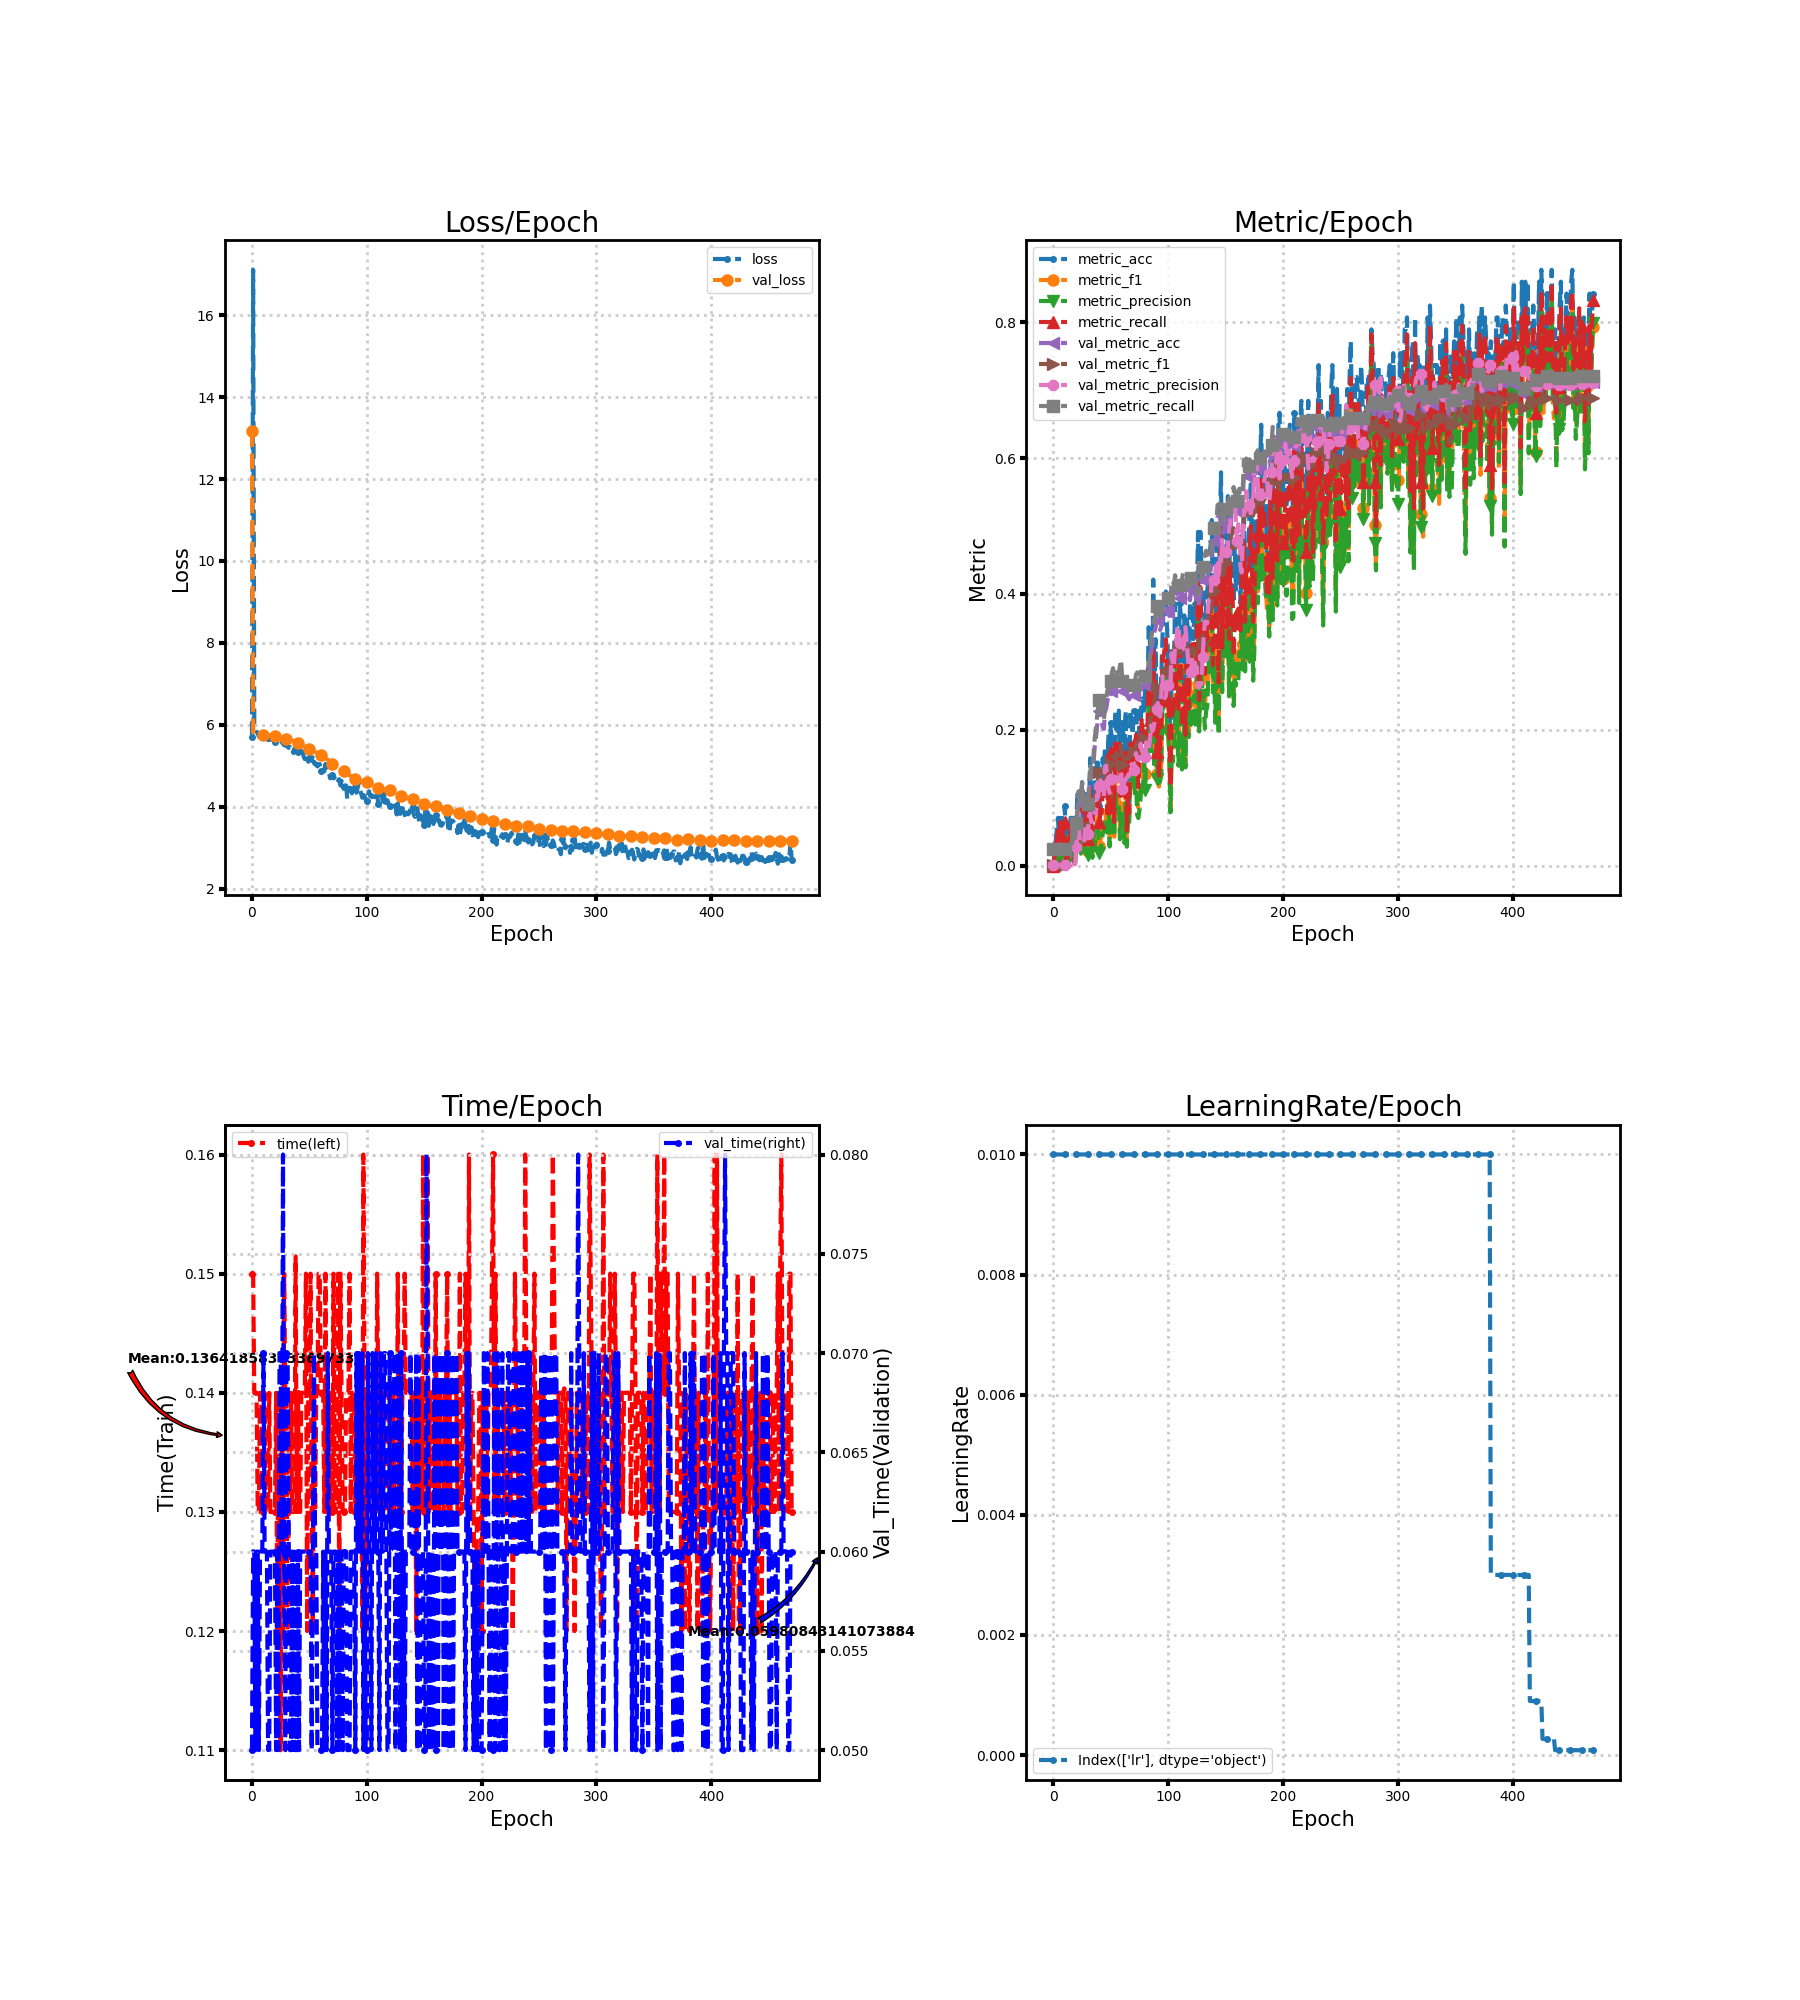 Loss/Epoch
loss
val_loss
16
14
12
10
8
6
4
2
Loss
0
100
200
300
400
Epoch
Metric/Epoch
metric_acc
metric_f1
metric_precision
metric_recall
val_metric_acc
val_metric_f1
val_metric_precision
val_metric_recall
0.8
0.6
0.4
0.2
0.0
Metric
0
100
200
300
400
Epoch
Time/Epoch
time(left)
val_time(right)
0.16
0.15
0.14
0.13
0.12
0.11
Time(Train)
0.080
0.075
0.070
0.065
0.060
0.055
0.050
Val_Time(Validation)
Mean:0.05980843141073884
0
100
200
300
400
Epoch
LearningRate/Epoch
0.010
0.008
0.006
0.004
0.002
0.000
LearningRate
Index(['lr'], dtype='object')
0
100
200
300
400
Epoch